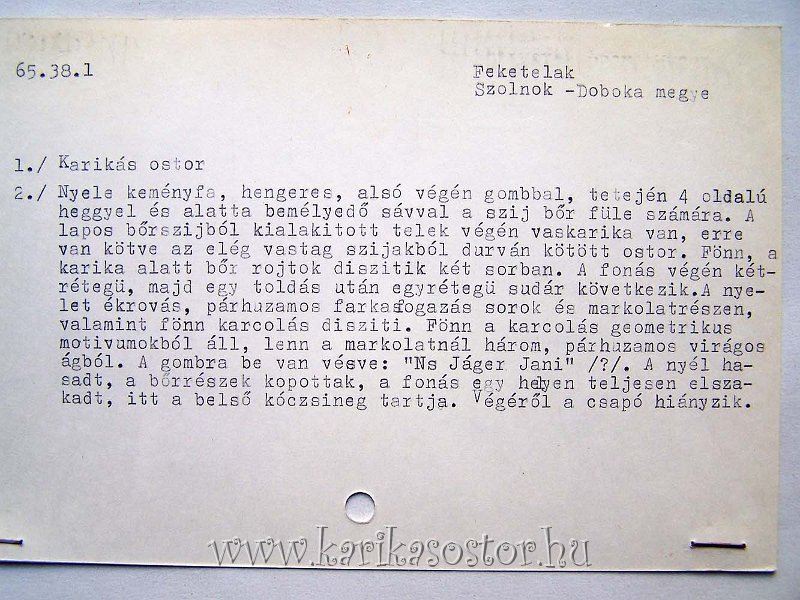 65.38.1
Feketelak
Szolnok -Doboka megye
1./ Karikás ostor
2./ Nyele keményfa, hengeres, alsó végén gombbal, tetején 4 oldalú
heggyel és alatta bemélyedő sávval a szij bőr füle számára. A
lapos bőrszijból kialakitott telek végén vaskarika van, erre
van kötve az elég vastag szijakból durván kötött ostor. Fönn, a
karika alatt bőr rojtok diszitik két sorban. A fonás végén két-
rétegü, majd egy toldás után egyrétegü sudár következik.A nye-
let ékrovás, párhuzamos farkasfogazás sorok és markolatrészen,
valamint fönn karcolás disziti. Fönn a karcolás geometrikus
motivumokból áll, lenn a markolatnál három, párhuzamos virágos
ágból. A gombra be van vésve: "Ns Jáger Jani" /?/. A nyél ha-
sadt, a bőrrészek kopottak, a fonás egy helyen teljesen elsza-
kadt, itt a belső kóczsineg tartja. Végéről a csapó hiányzik.
www.karikasostor.hu